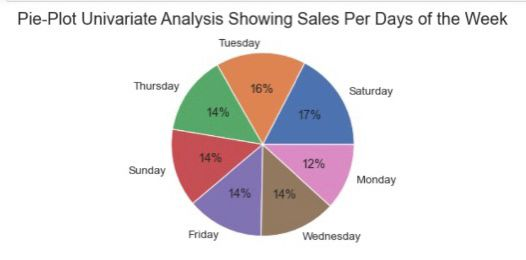 Pie-Plot Univariate Analysis Showing Sales Per Days of the Week
Tuesday
Thursday
16%
Saturday
14%
17%
14%
12%
Sunday
Monday
14%
14%
Friday
Wednesday